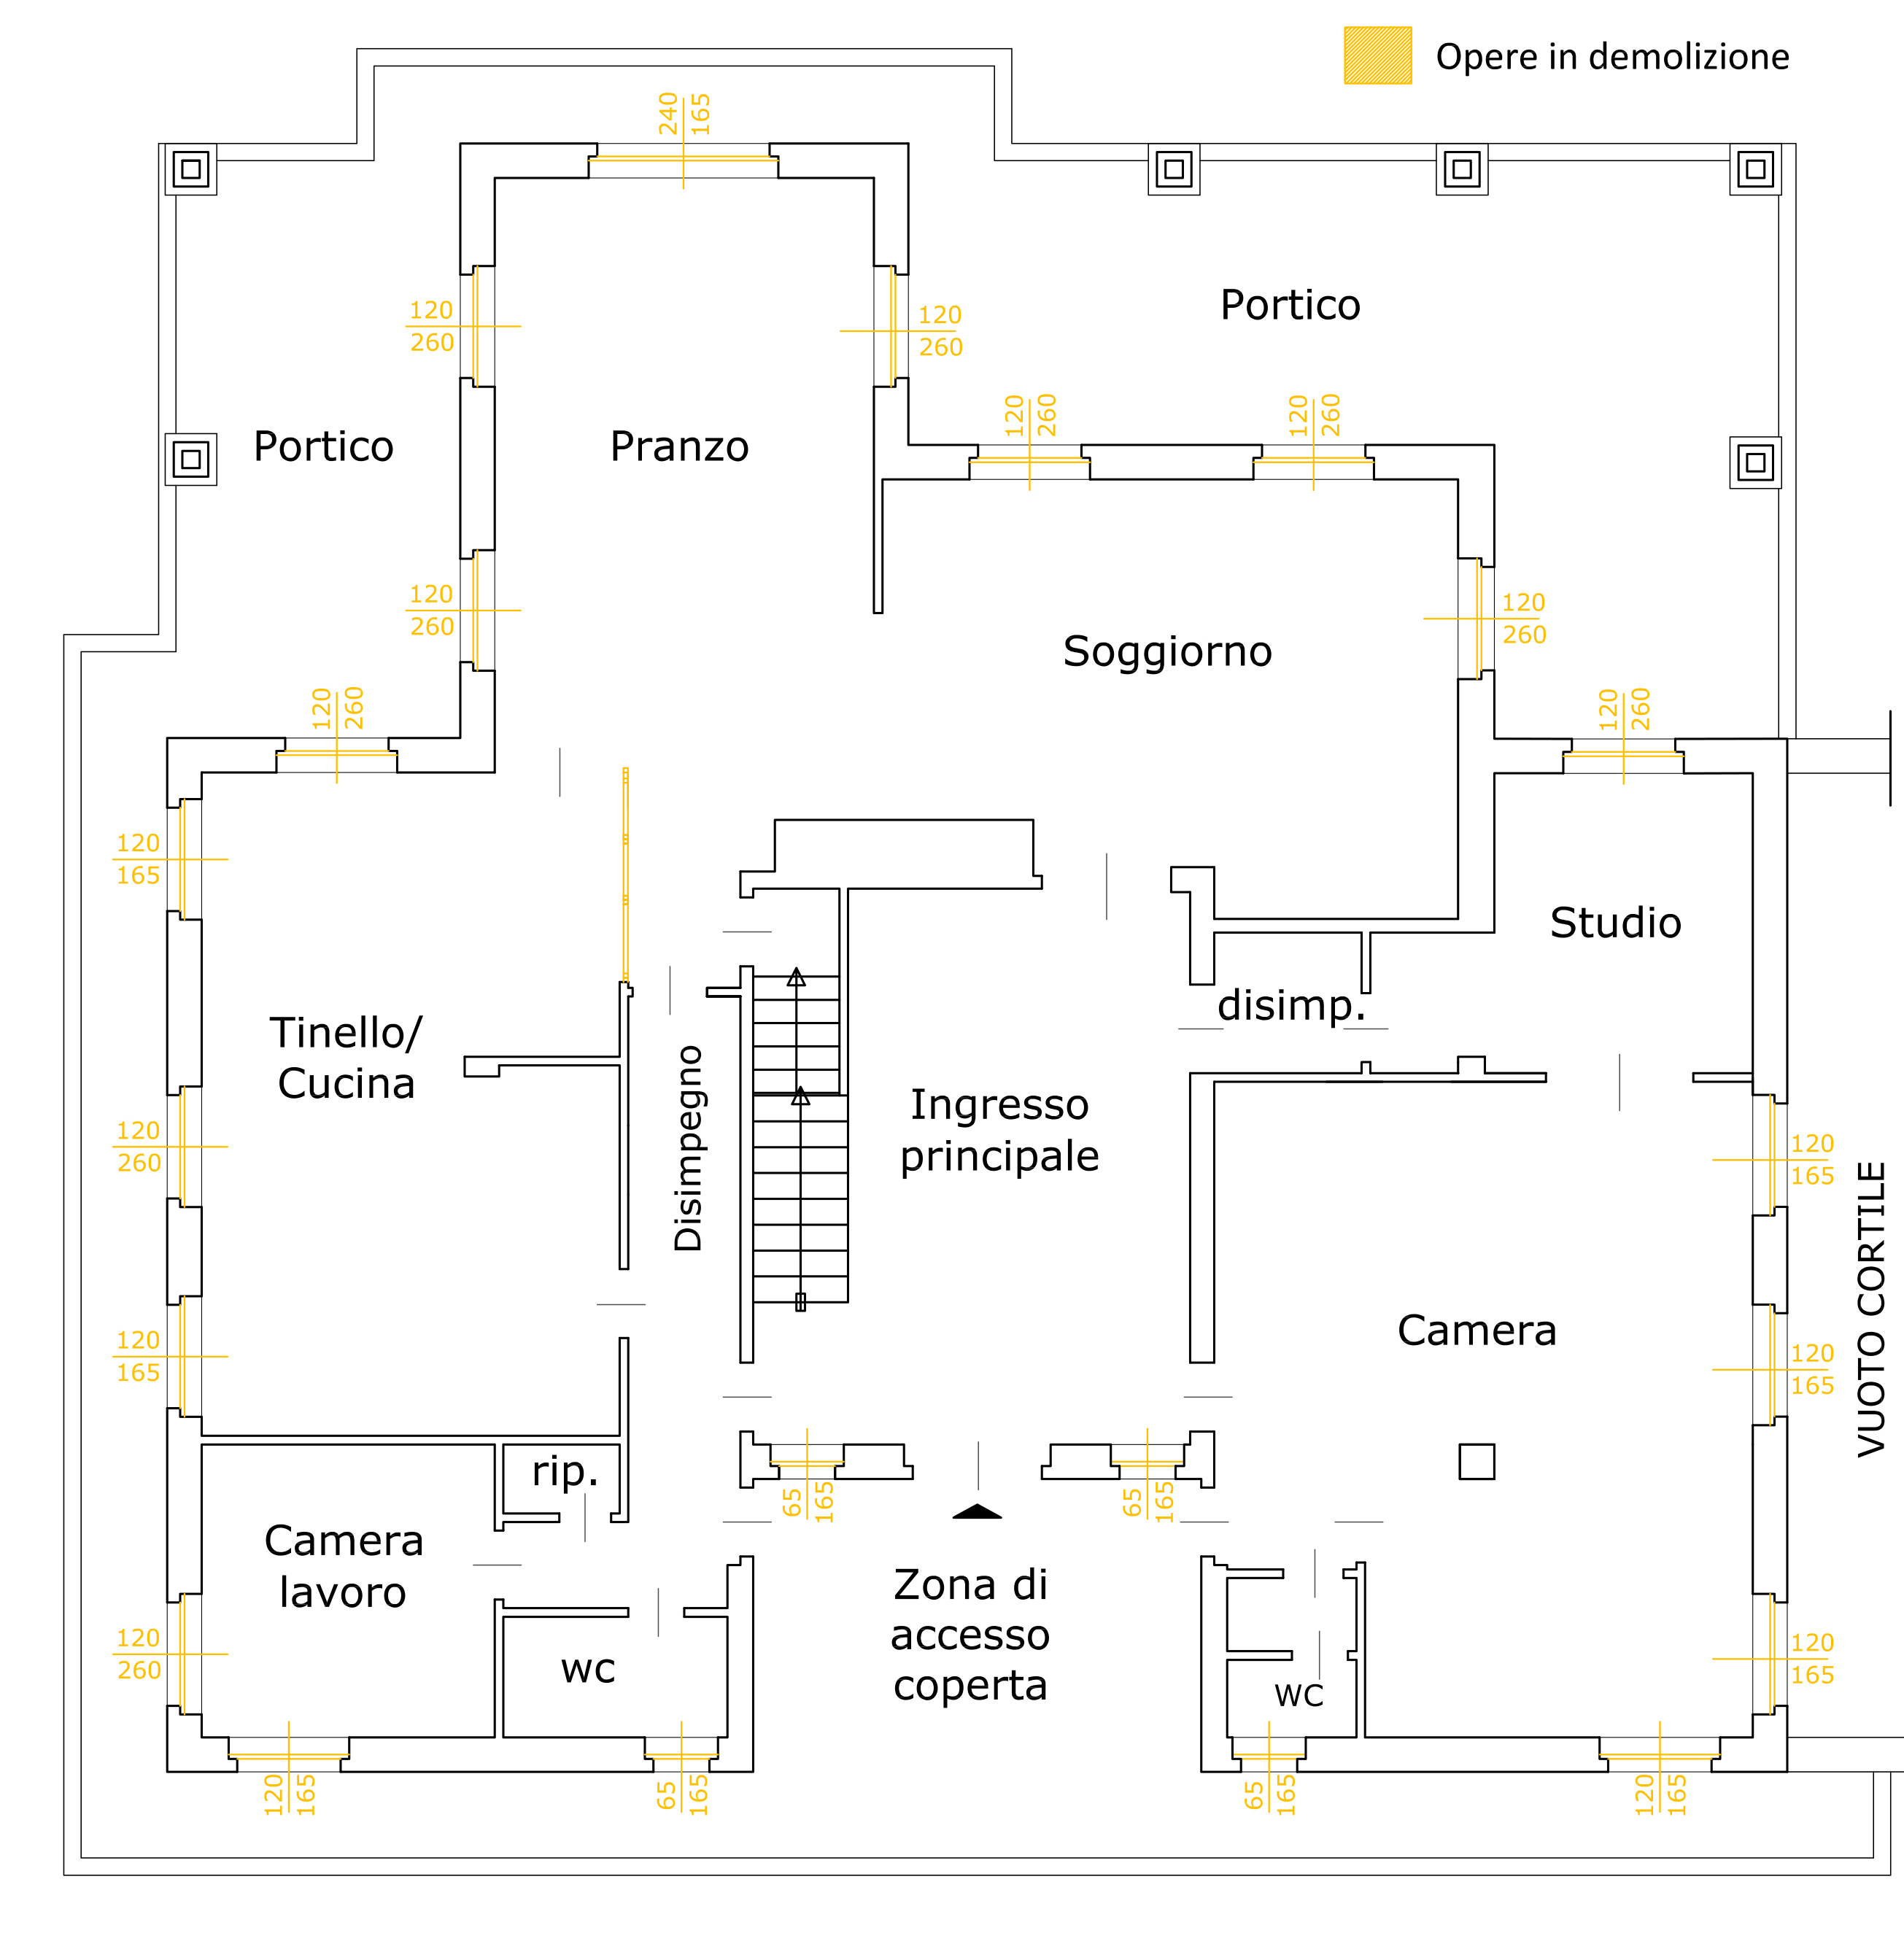 Opere in demolizione
240
165
120
260
120
260
Portico
120
260
120
260
Portico
Pranzo
120
260
120
260
Soggiorno
120
260
120
260
120
165
Studio
disimp.
Tinello/
Cucina
Disimpegno
Ingresso
principale
120
260
120
165
VUOTO CORTILE
120
165
Camera
120
165
rip.
65
165
65
165
Camera
lavoro
Zona di
accesso
coperta
120
260
wc
WC
120
165
120
165
65
165
65
165
120
165